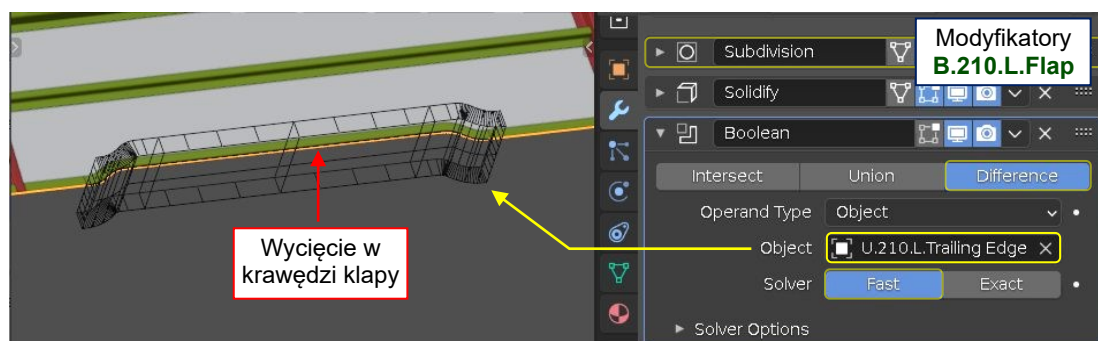 Modyfikatory
B.210.L.Flap
Subdivision
Solidify
Boolean
Intersect
Union
Difference
Operand Type
Object
Object
U.210.L.Trailing Edge
Solver
Fast
Exact
Solver Options
Wycięcie w
krawędzi klapy